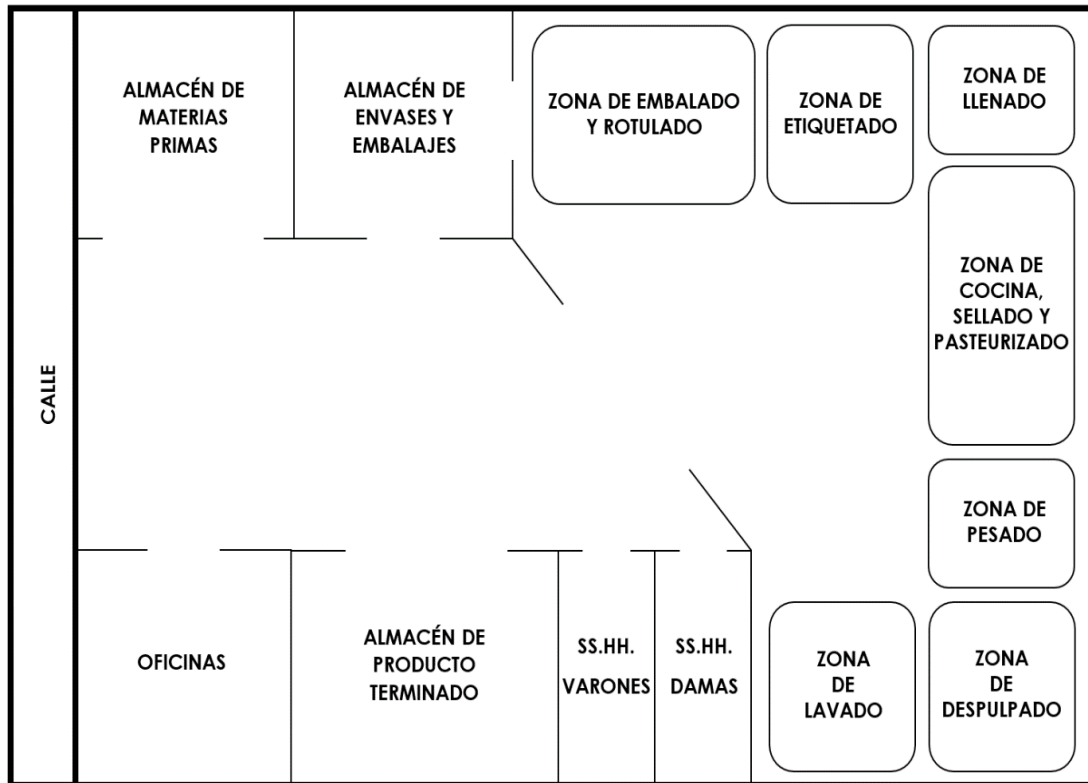 CALLE
ALMACÉN DE
MATERIAS
PRIMAS
ALMACÉN DE
ENVASES Y
EMBALAJES
ZONA DE EMBALADO
Y ROTULADO
ZONA DE
ETIQUETADO
ZONA DE
LLENADO
ZONA DE
COCINA,
SELLADO Y
PASTEURIZADO
ZONA DE
PESADO
OFICINAS
ALMACÉN DE
PRODUCTO
TERMINADO
SS.HH.
VARONES
SS.HH.
DAMAS
ZONA
DE
LAVADO
ZONA
DE
DESPULPADO